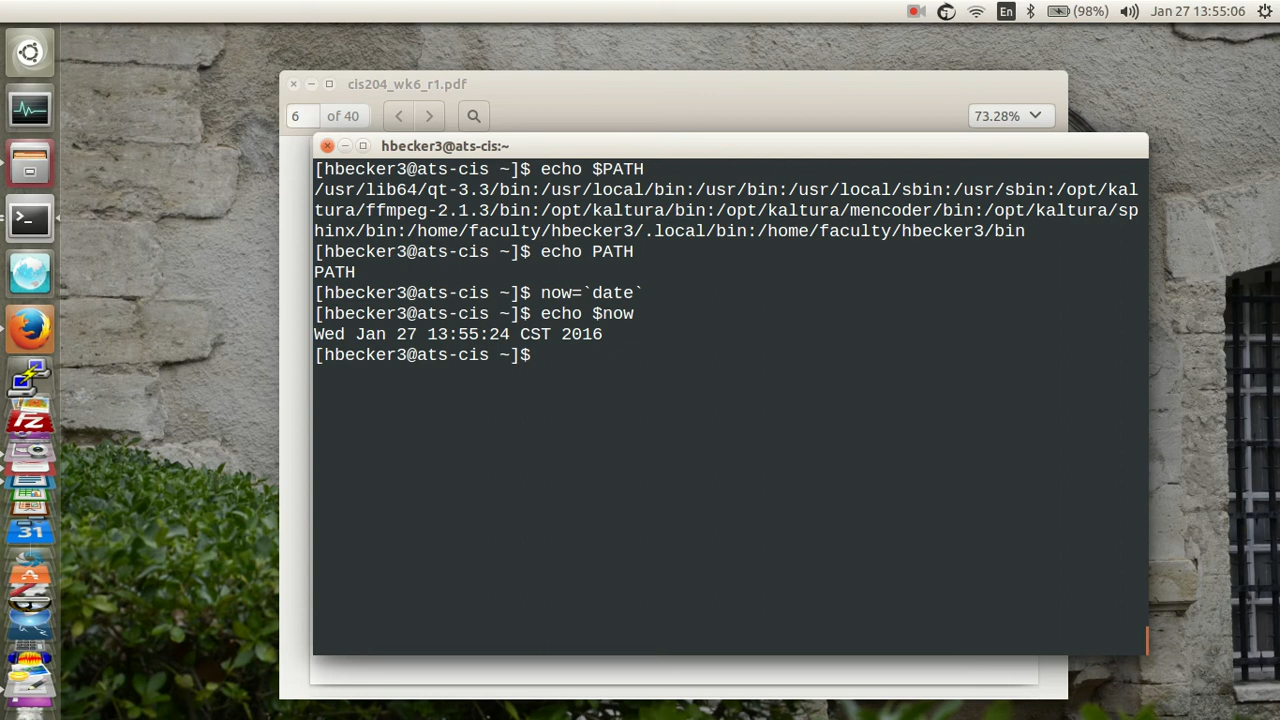 En (98%) Jan 27 13:55:06
cis204_wk6_r1.pdf
6 of 40 73.28%
hbecker3@ats-cis:~
[hbecker3@ats-cis ~]$ echo $PATH
/usr/lib64/qt-3.3/bin:/usr/local/bin:/usr/bin:/usr/local/sbin:/usr/sbin:/opt/kal
tura/ffmpeg-2.1.3/bin:/opt/kaltura/bin:/opt/kaltura/mencoder/bin:/opt/kaltura/sp
hinx/bin:/home/faculty/hbecker3/.local/bin:/home/faculty/hbecker3/bin
[hbecker3@ats-cis ~]$ echo PATH
PATH
[hbecker3@ats-cis ~]$ now=`date`
[hbecker3@ats-cis ~]$ echo $now
Wed Jan 27 13:55:24 CST 2016
[hbecker3@ats-cis ~]$
FZ
31